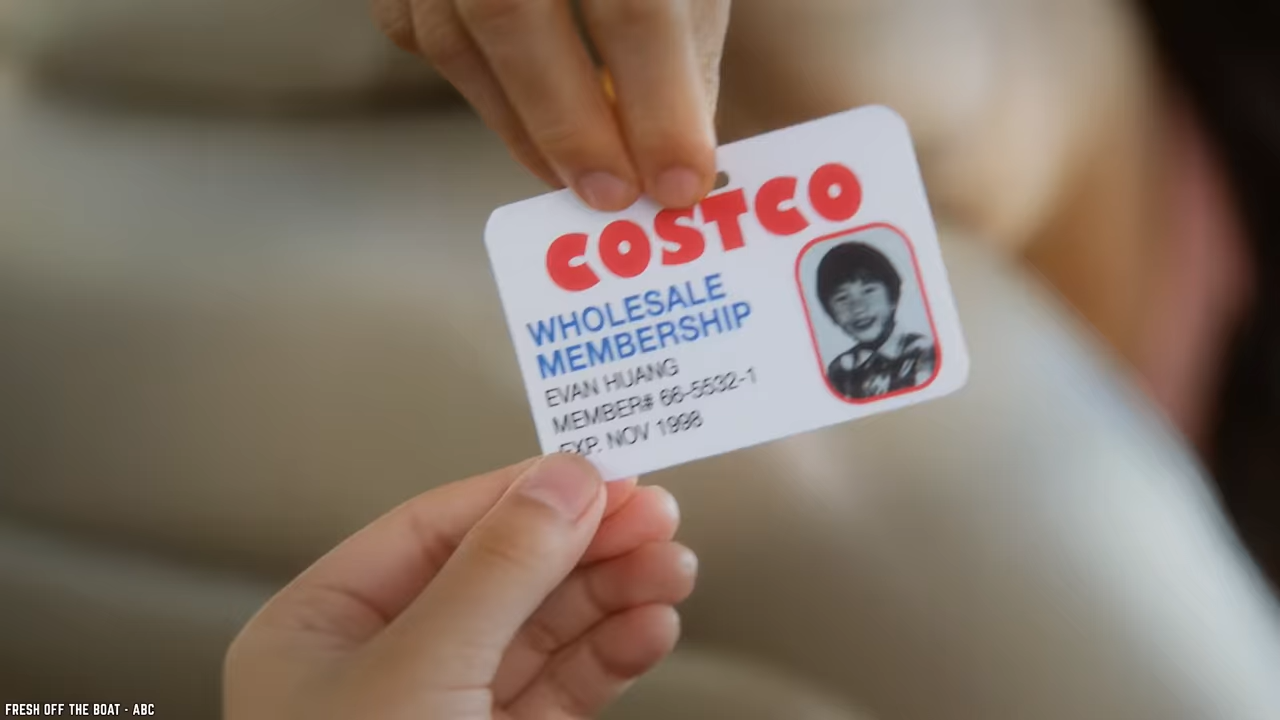 COSTCO
WHOLESALE
MEMBERSHIP
EVAN HUANG
MEMBER# 66-5532-1
EXP. NOV 1998
FRESH OFF THE BOAT - ABC